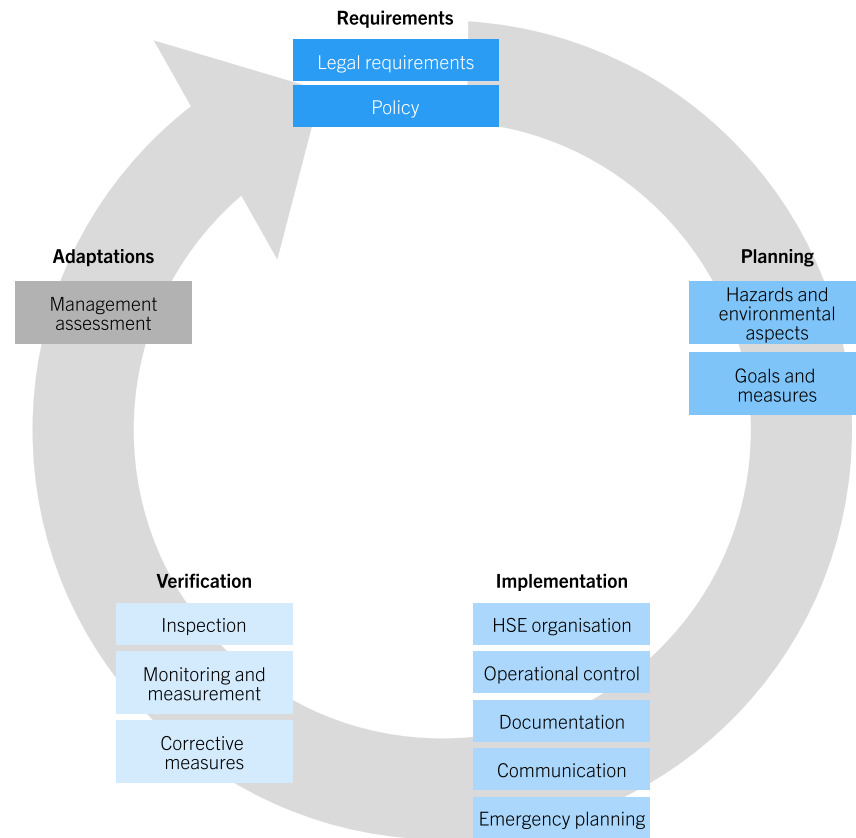 Requirements
Legal requirements
Policy
Adaptations
Management
assessment
Planning
Hazards and
environmental
aspects
Goals and
measures
Verification
Inspection
Monitoring and
measurement
Corrective
measures
Implementation
HSE organisation
Operational control
Documentation
Communication
Emergency planning